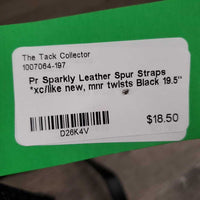 The Tack Collector
1007064-197
Pr Sparkly Leather Spur Straps
*xc/like new, mnr twists Black 19.5"
$18.50
D26K4V